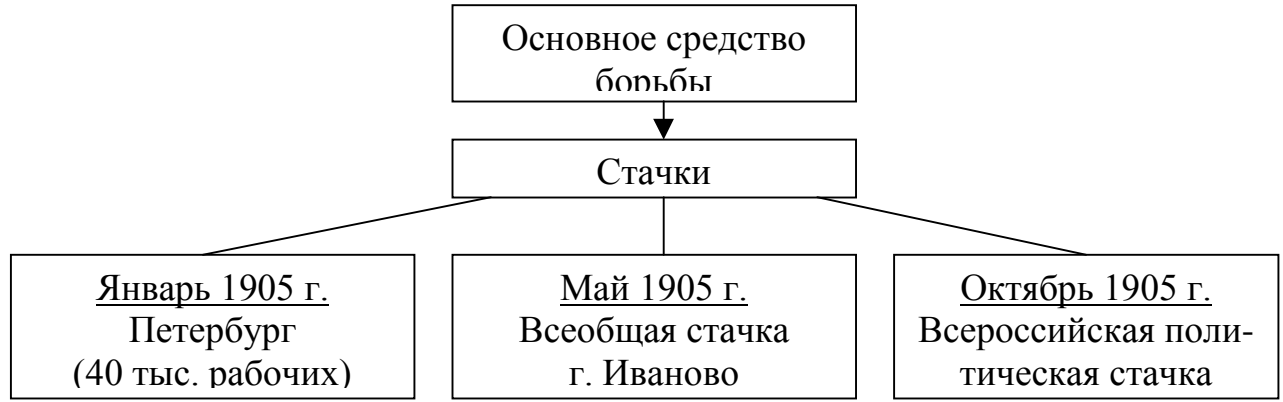 Основное средство
борьбы
Стачки
Январь 1905 г.
Петербург
(40 тыс. рабочих)
Май 1905 г.
Всеобщая стачка
г. Иваново
Октябрь 1905 г.
Всероссийская поли-
тическая стачка